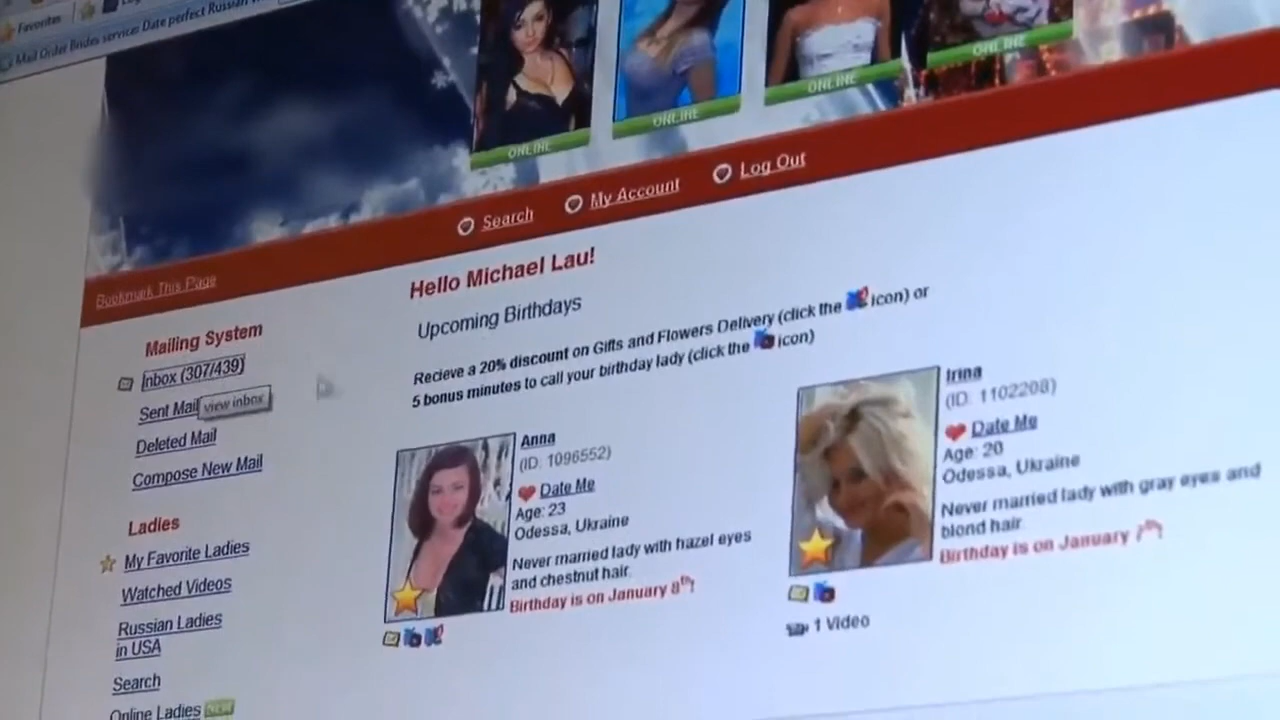 Favorites
Mail Order Brides service: Date perfect Russian
ONLINE
ONLINE
ONLINE
ONLINE
Search
My Account
Log Out
Bookmark This Page
Hello Michael Lau!
Upcoming Birthdays
Recieve a 20% discount on Gifts and Flowers Delivery (click the icon) or
5 bonus minutes to call your birthday lady (click the icon)
Mailing System
Inbox (307/439)
Sent Mail
view inbox
Deleted Mail
Compose New Mail
Ladies
My Favorite Ladies
Watched Videos
Russian Ladies
in USA
Search
Online Ladies NEW
Anna
(ID: 1096552)
Date Me
Age: 23
Odessa, Ukraine
Never married lady with hazel eyes
and chestnut hair.
Birthday is on January 8th!
Irina
(ID: 1102208)
Date Me
Age: 20
Odessa, Ukraine
Never married lady with gray eyes and
blond hair.
Birthday is on January 7th!
1 Video